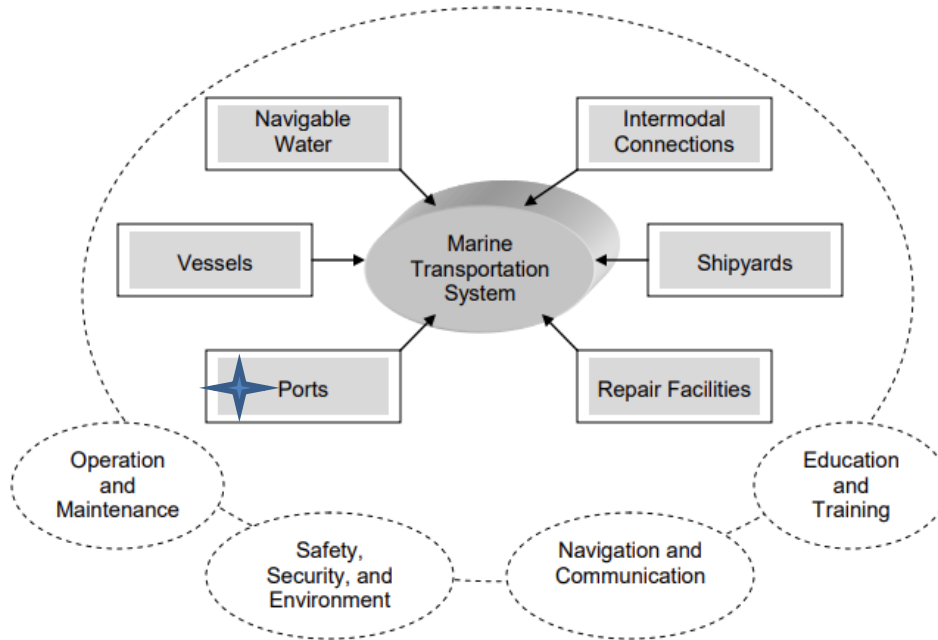 Navigable
Water
Intermodal
Connections
Vessels
Marine
Transportation
System
Shipyards
Ports
Repair Facilities
Operation
and
Maintenance
Education
and
Training
Safety,
Security, and
Environment
Navigation and
Communication